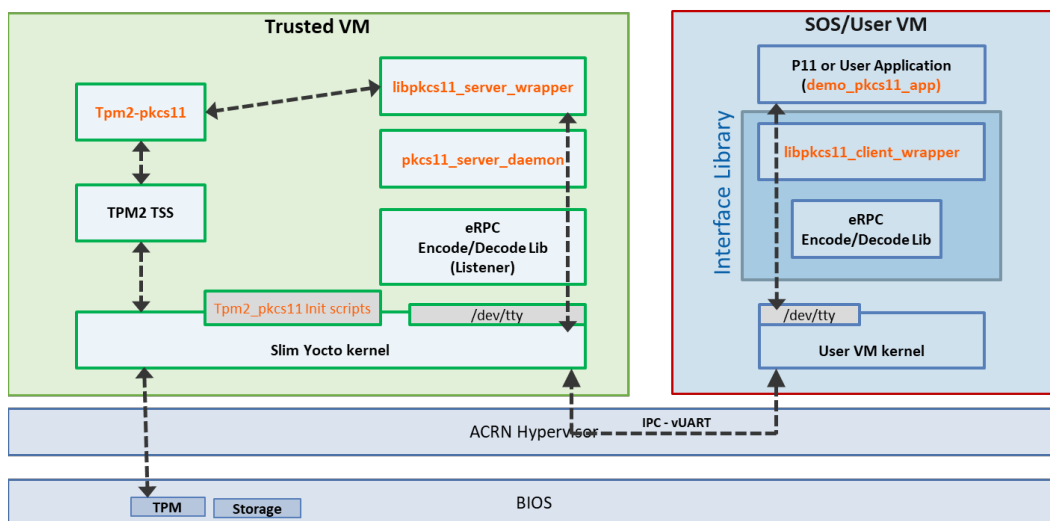 Trusted VM
Tpm2-pkcs11
libpkcs11_server_wrapper
pkcs11_server_daemon
TPM2 TSS
eRPC
Encode/Decode Lib
(Listener)
Tpm2_pkcs11 Init scripts
/dev/tty
Slim Yocto kernel
SOS/User VM
P11 or User Application
(demo_pkcs11_app)
Interface Library
libpkcs11_client_wrapper
eRPC
Encode/Decode Lib
/dev/tty
User VM kernel
ACRN Hypervisor
IPC - vUART
BIOS
TPM
Storage